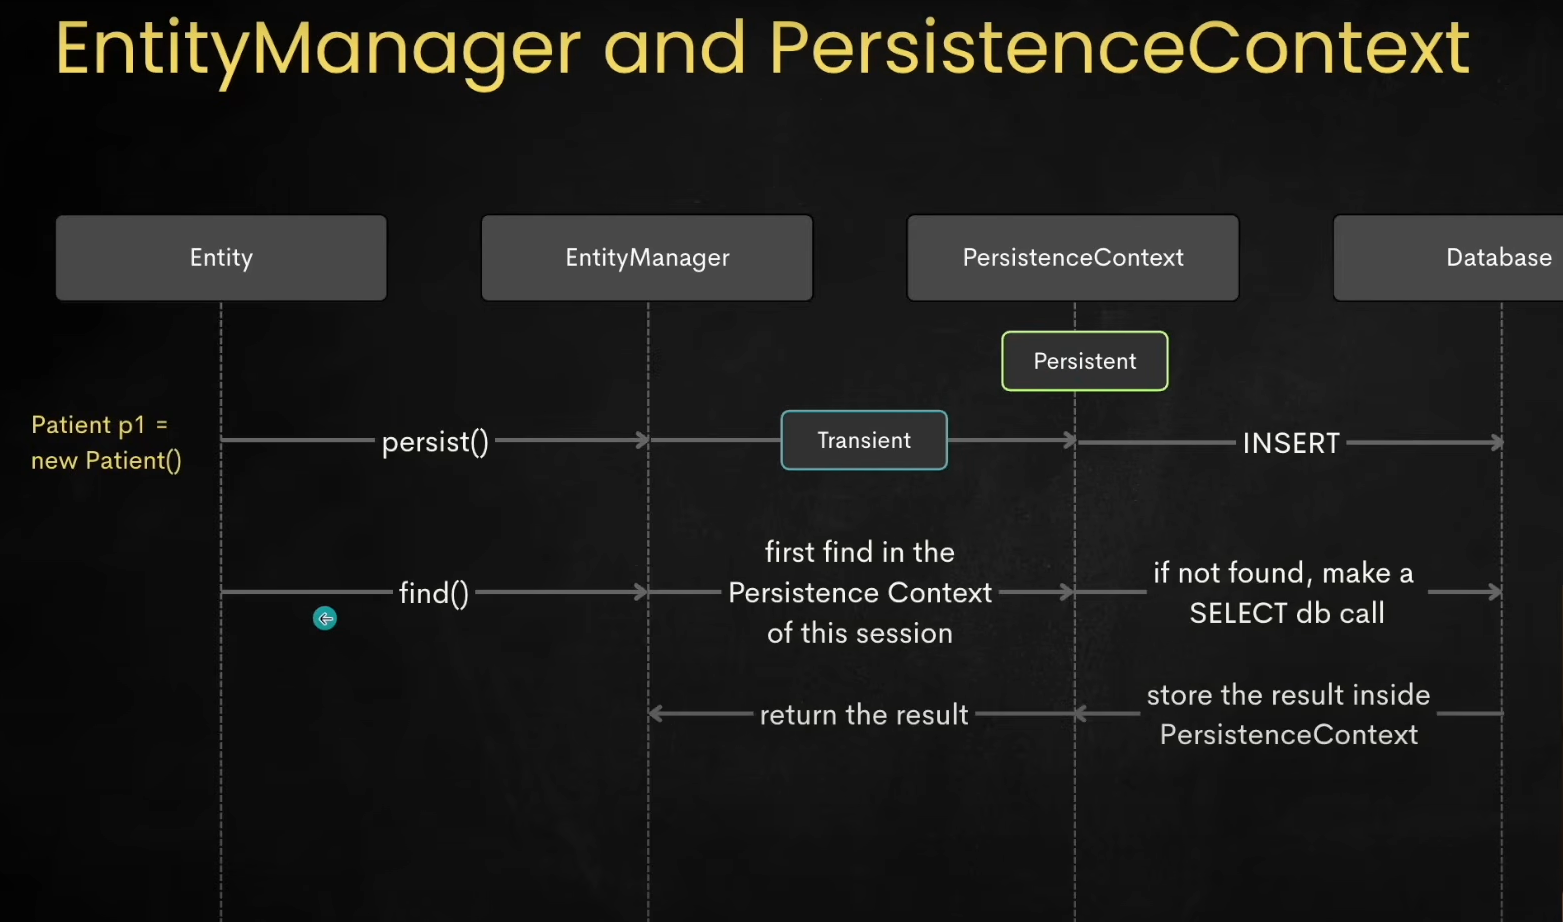 EntityManager and PersistenceContext
Entity
EntityManager
PersistenceContext
Database
Persistent
Patient p1 =
new Patient()
persist()
Transient
INSERT
find()
first find in the
Persistence Context
of this session
if not found, make a
SELECT db call
return the result
store the result inside
PersistenceContext